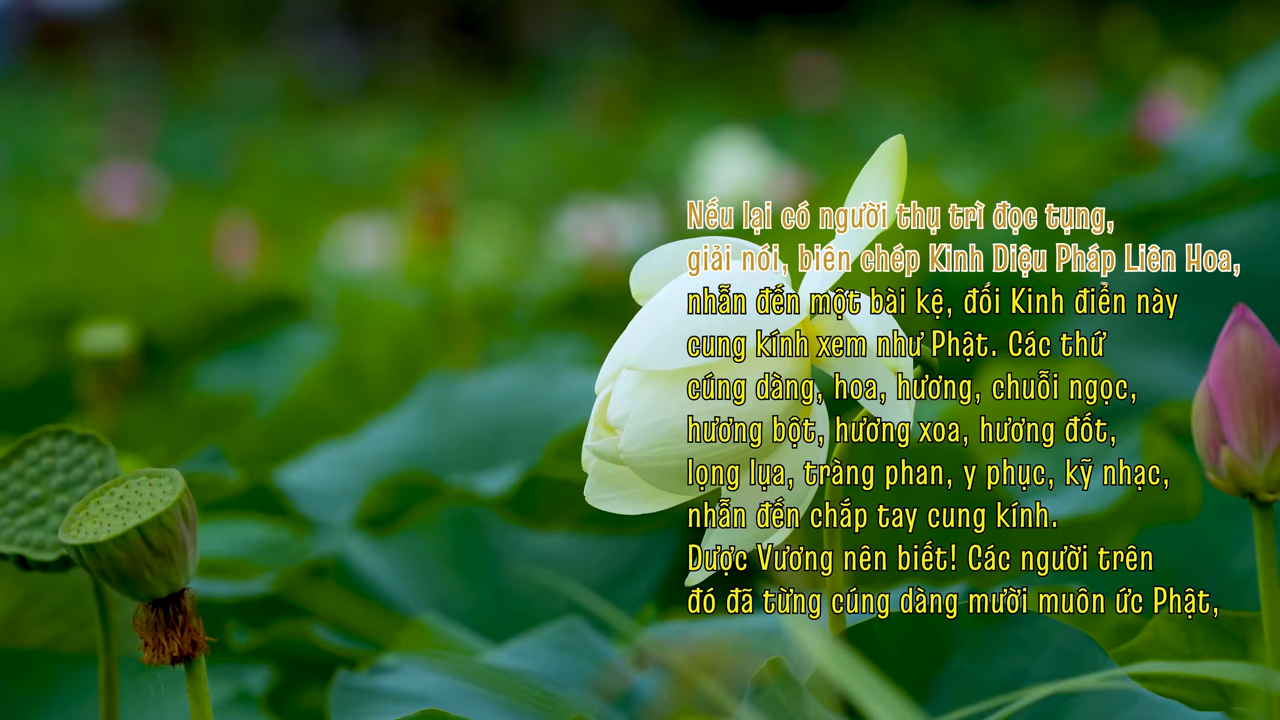 Nếu lại có người thụ trì đọc tụng,
giải nói, biên chép Kinh Diệu Pháp Liên Hoa,
nhẫn đến một bài kệ, đối Kinh điển này
cung kính xem như Phật. Các thứ
cúng dàng, hoa, hương, chuỗi ngọc,
hương bột, hương xoa, hương đốt,
lọng lụa, tràng phan, y phục, kỹ nhạc,
nhẫn đến chắp tay cung kính.
Dược Vương nên biết! Các người trên
đó đã từng cúng dàng mười muôn ức Phật,